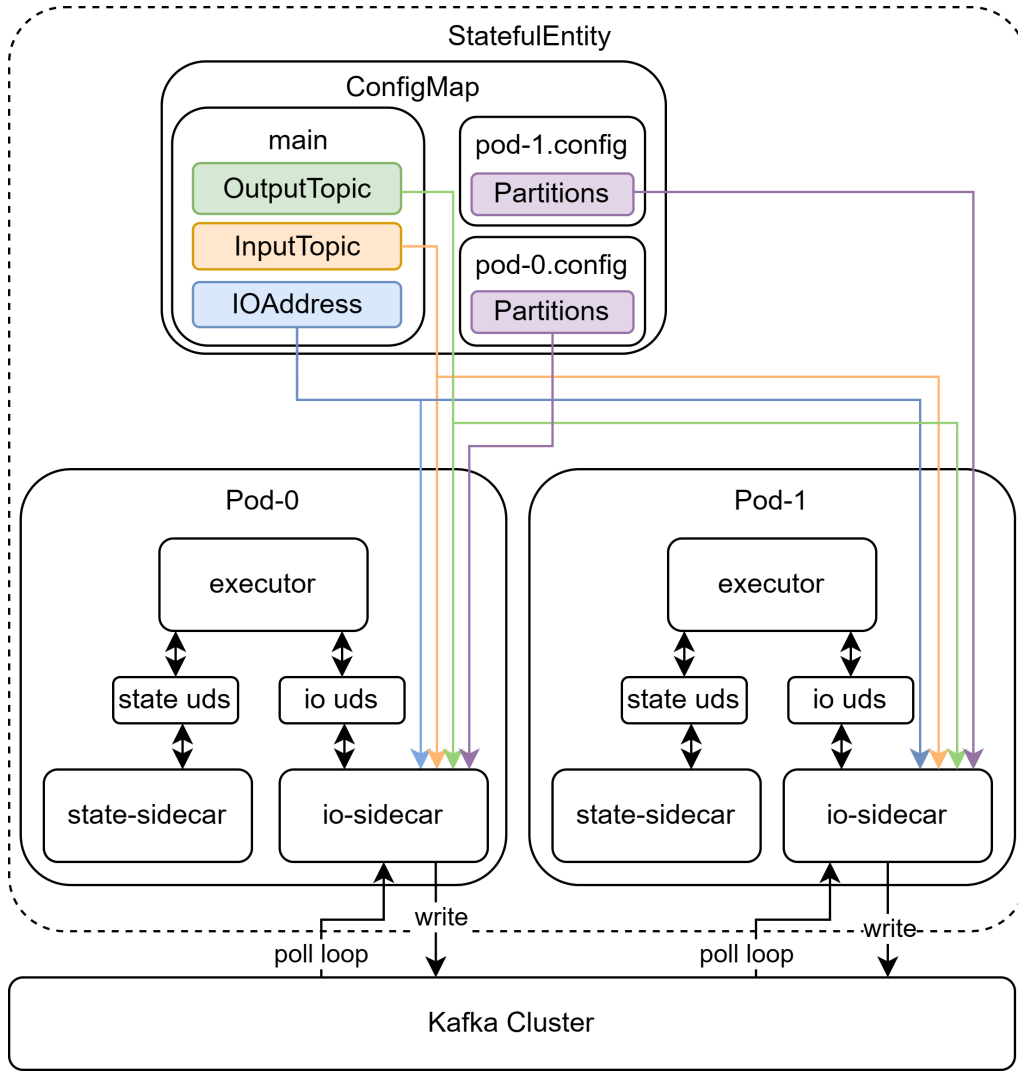 StatefulEntity
ConfigMap
main
OutputTopic
InputTopic
IOAddress
pod-1.config
Partitions
pod-0.config
Partitions
Pod-0
executor
state uds
io uds
state-sidecar
io-sidecar
Pod-1
executor
state uds
io uds
state-sidecar
io-sidecar
write
poll loop
write
poll loop
Kafka Cluster